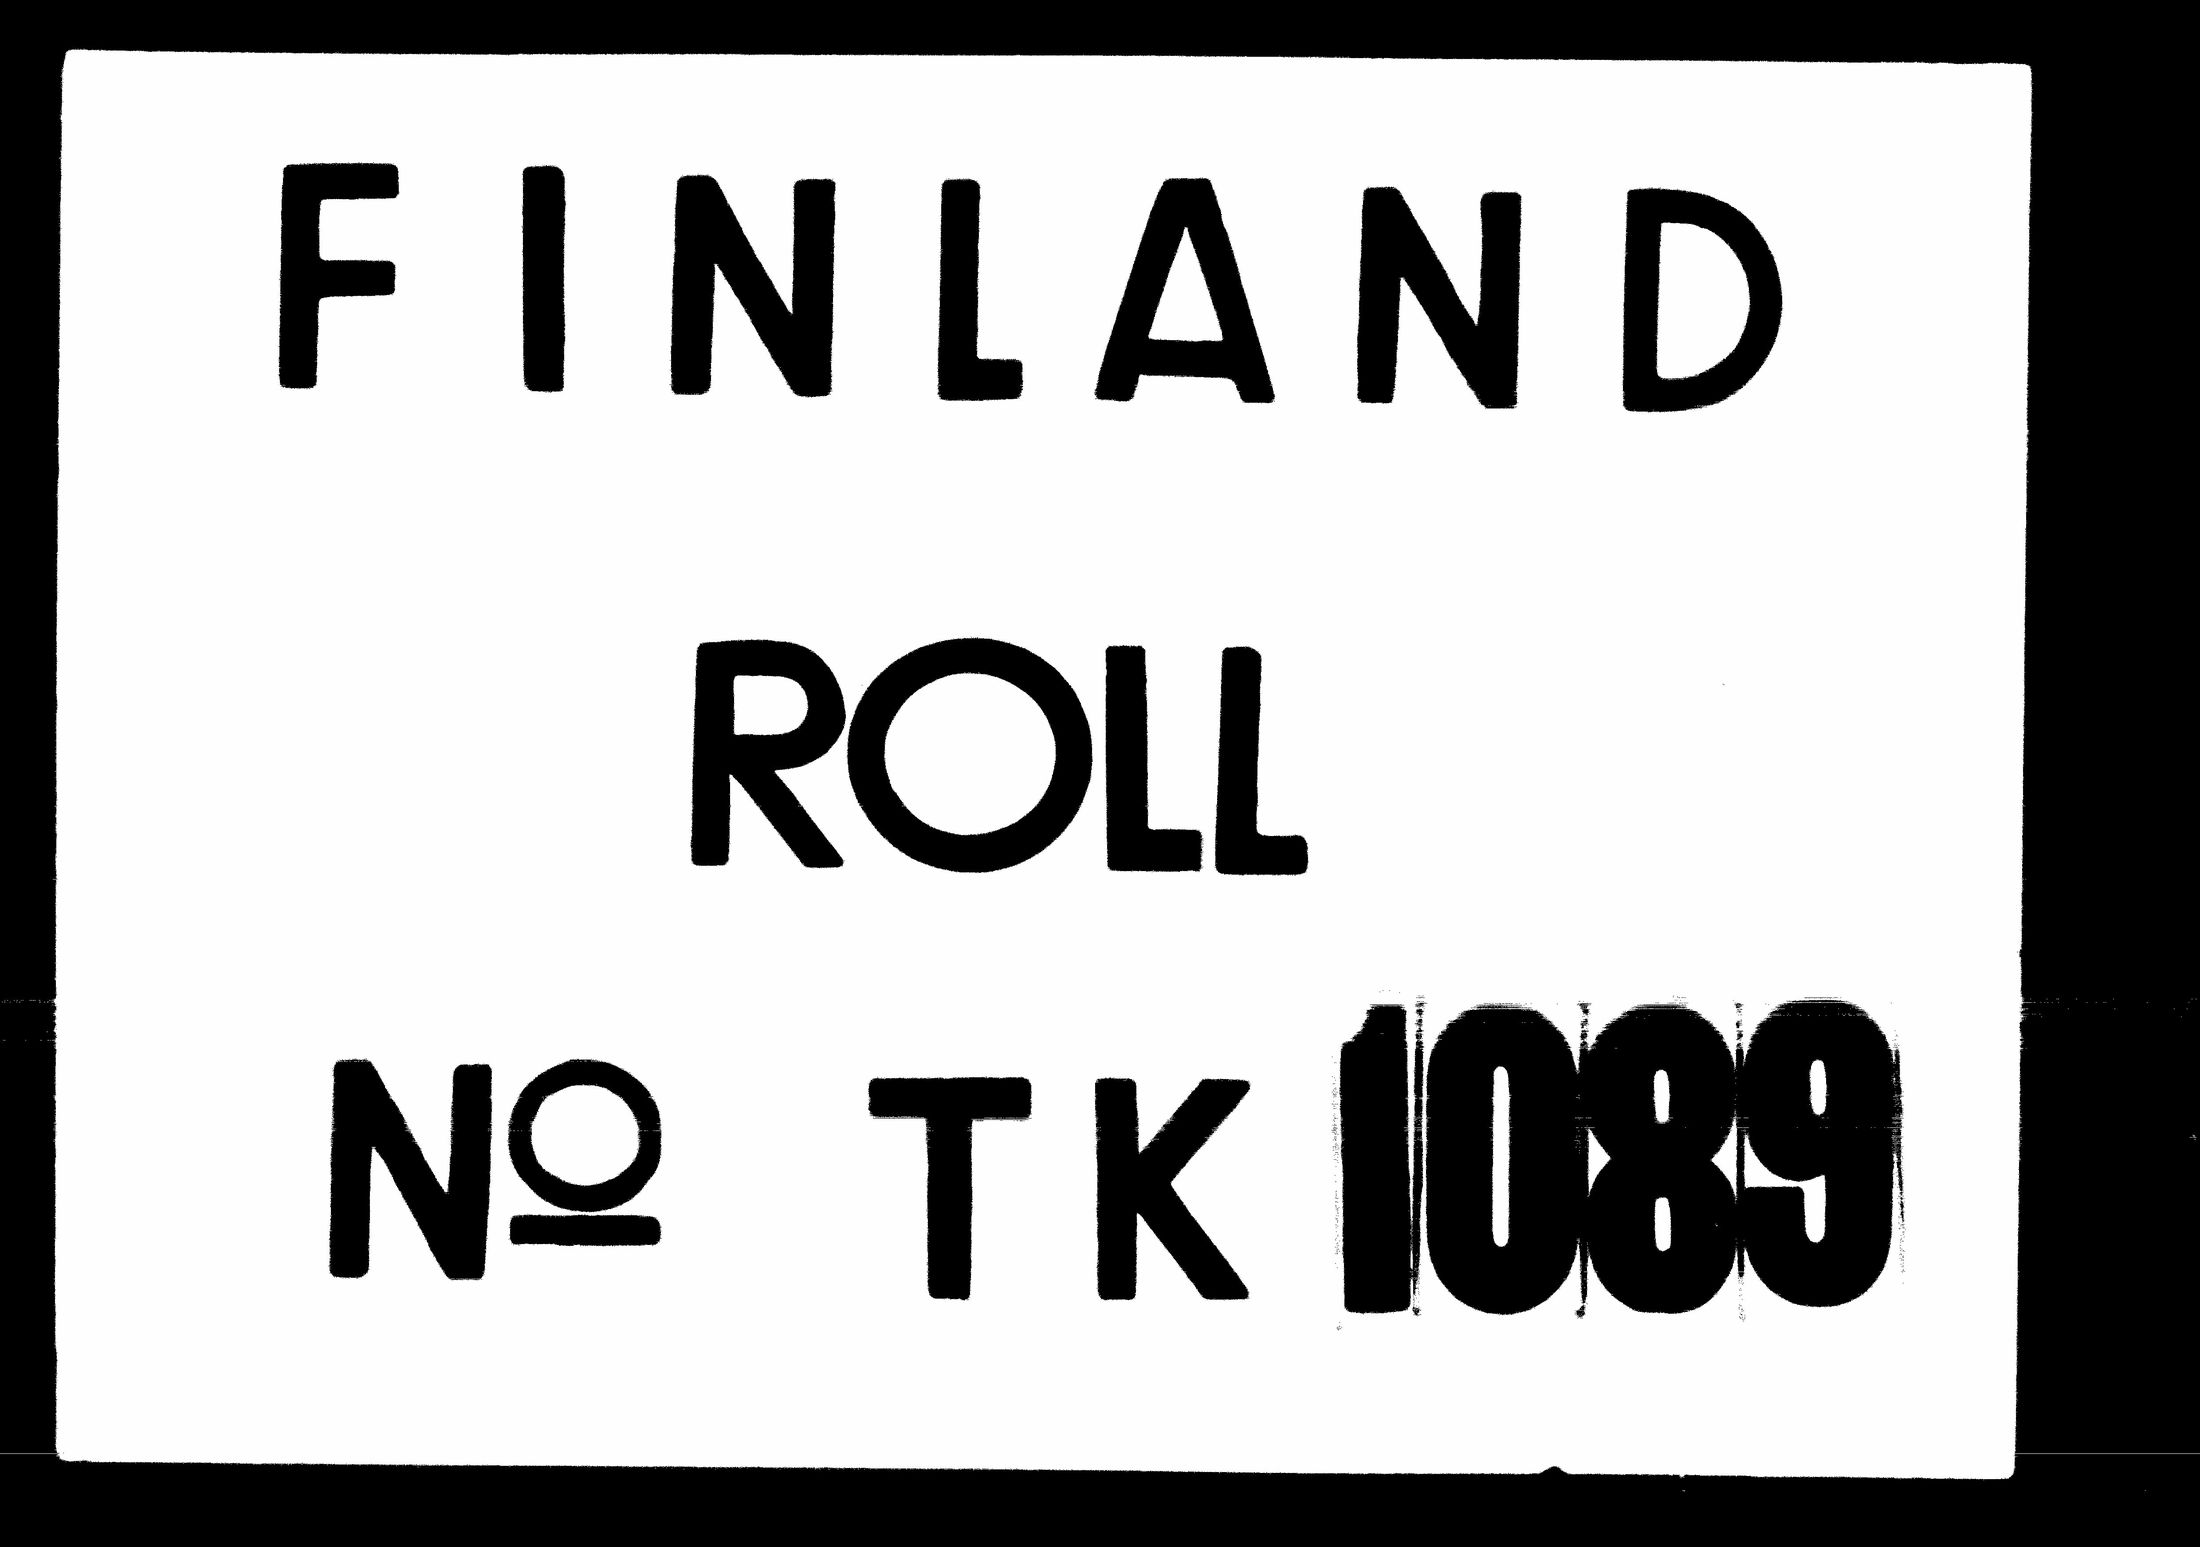 FINLAND
ROLL
Nº TK 1089